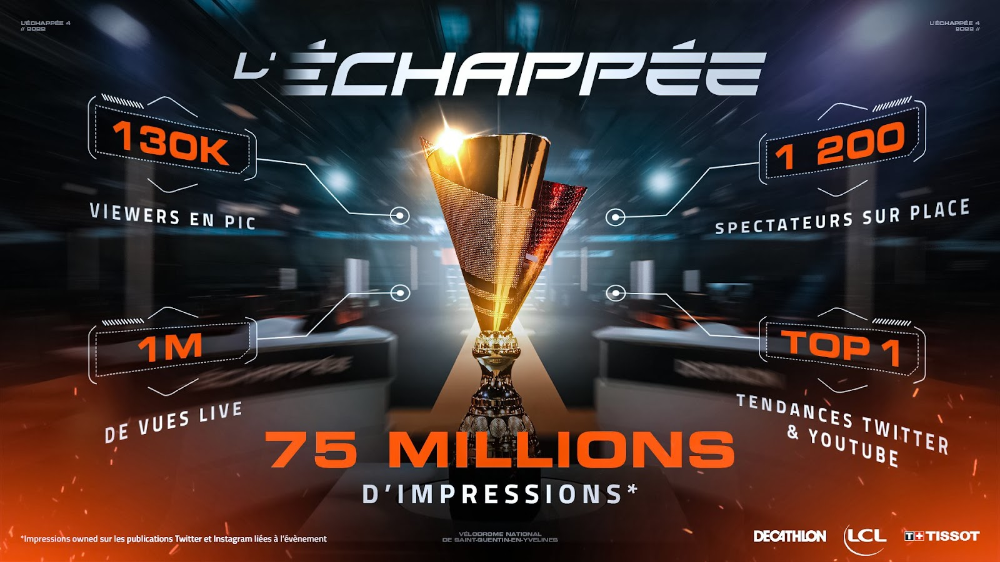 L'ÉCHAPPÉE 4
// 2022
L'ÉCHAPPÉE 4
2022 //
L'ÉCHAPPÉE
130K
VIEWERS EN PIC
1 200
SPECTATEURS SUR PLACE
1M
DE VUES LIVE
TOP 1
TENDANCES TWITTER
& YOUTUBE
ÉCHAPPÉE
DECATHLON
75 MILLIONS
D'IMPRESSIONS*
*Impressions owned sur les publications Twitter et Instagram liées à l'évènement
VÉLODROME NATIONAL
DE SAINT-QUENTIN-EN-YVELINES
DECATHLON LCL T+ TISSOT